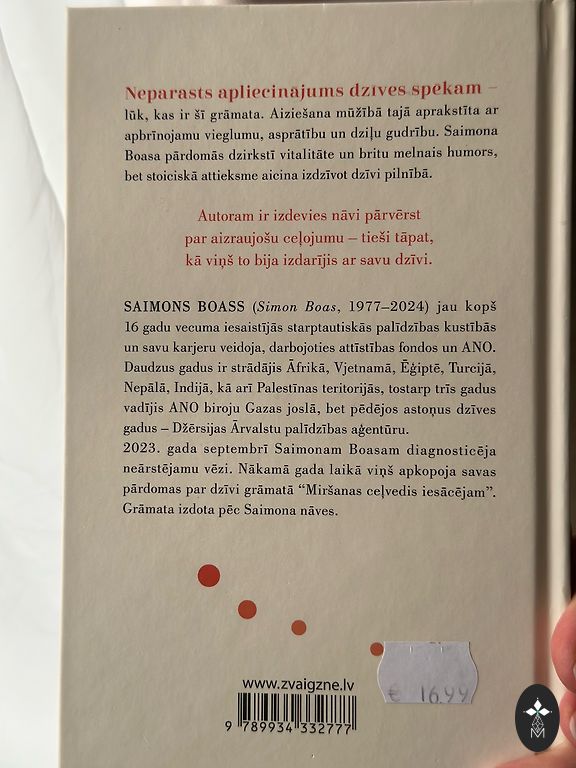 Neparasts apliecinājums dzīves spēkam –
lūk, kas ir šī grāmata. Aiziešana mūžībā tajā aprakstīta ar
apbrīnojamu vieglumu, asprātību un dziļu gudrību. Saimona
Boasa pārdomās dzirkstī vitalitāte un britu melnais humors,
bet stoiciskā attieksme aicina izdzīvot dzīvi pilnībā.
Autoram ir izdevies nāvi pārvērst
par aizraujošu ceļojumu – tieši tāpat,
kā viņš to bija izdarījis ar savu dzīvi.
SAIMONS BOASS (Simon Boas, 1977–2024) jau kopš
16 gadu vecuma iesaistījās starptautiskās palīdzības kustībās
un savu karjeru veidoja, darbojoties attīstības fondos un ANO.
Daudzus gadus ir strādājis Āfrikā, Vjetnamā, Ēģiptē, Turcijā,
Nepālā, Indijā, kā arī Palestīnas teritorijās, tostarp trīs gadus
vadījis ANO biroju Gazas joslā, bet pēdējos astoņus dzīves
gadus – Džērsijas Ārvalstu palīdzības aģentūru.
2023. gada septembrī Saimonam Boasam diagnosticēja
neārstējamu vēzi. Nākamā gada laikā viņš apkopoja savas
pārdomas par dzīvi grāmatā “Miršanas ceļvedis iesācējam”.
Grāmata izdota pēc Saimona nāves.
www.zvaigzne.lv
€ 16.99
9 789934 332777
M